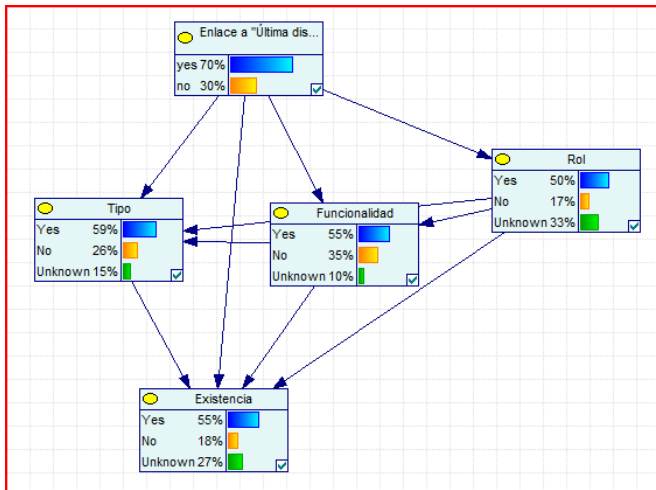 Enlace a "Última dis...
yes 70%
no 30%
Rol
Yes 50%
No 17%
Unknown 33%
Tipo
Yes 59%
No 26%
Unknown 15%
Funcionalidad
Yes 55%
No 35%
Unknown 10%
Existencia
Yes 55%
No 18%
Unknown 27%